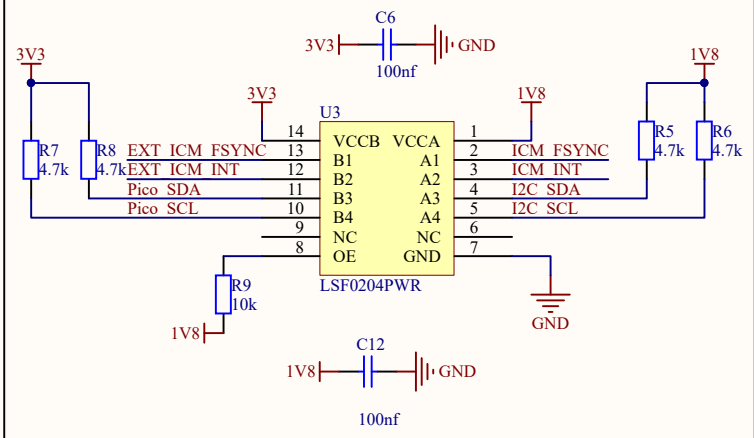 C6
3V3
GND
100nf
3V3
1V8
3V3
1V8
U3
14
VCCB
VCCA
1
R7
4.7k
R8
4.7k
EXT_ICM_FSYNC
13
B1
A1
2
ICM_FSYNC
R5
4.7k
R6
4.7k
EXT_ICM_INT
12
B2
A2
3
ICM_INT
Pico_SDA
11
B3
A3
4
I2C_SDA
Pico_SCL
10
B4
A4
5
I2C_SCL
9
NC
NC
6
8
OE
GND
7
R9
10k
LSF0204PWR
1V8
GND
C12
1V8
GND
100nf